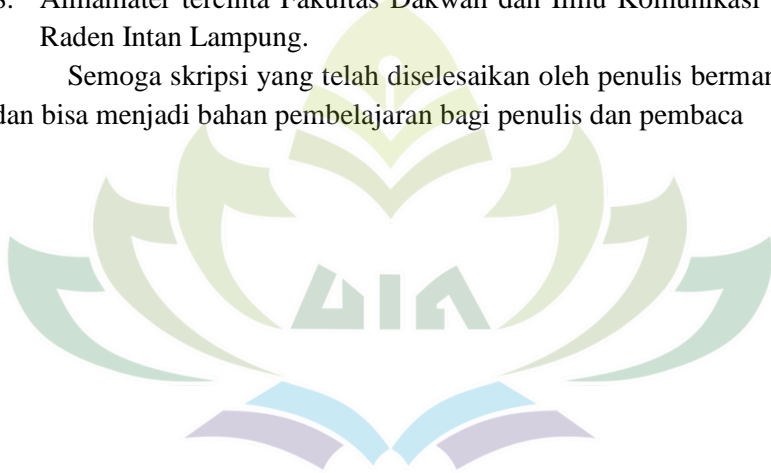 Almamater tercinta Fakultas Dakwah dan Ilmu Komunikasi
Raden Intan Lampung.
Semoga skripsi yang telah diselesaikan oleh penulis berman
dan bisa menjadi bahan pembelajaran bagi penulis dan pembaca
UIN